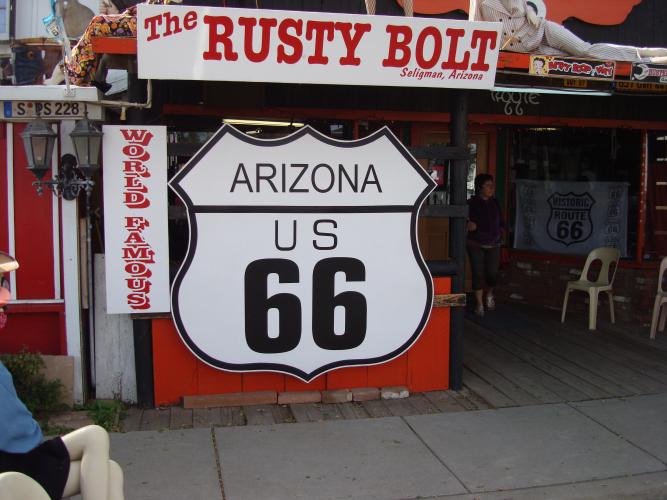 The RUSTY BOLT
Seligman, Arizona
S PS 228
WORLD FAMOUS
ARIZONA
US
66
ROUTE
66
HISTORIC
ROUTE
66